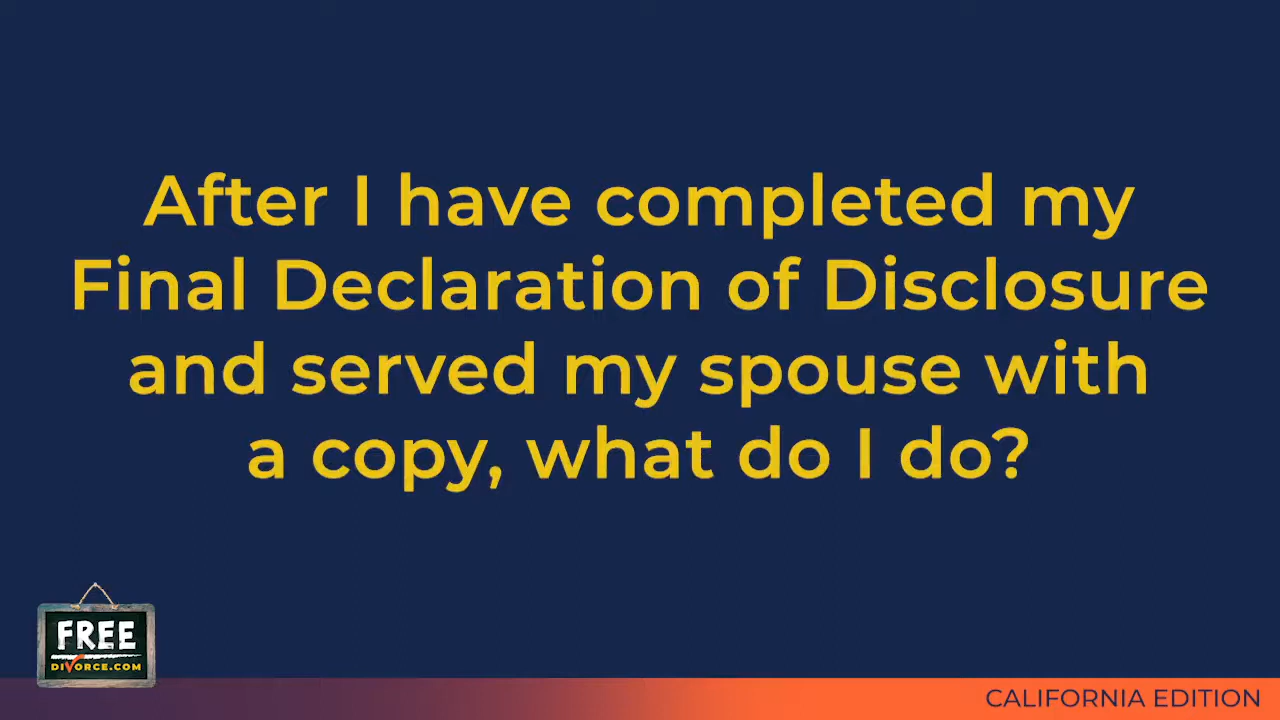 After I have completed my
Final Declaration of Disclosure
and served my spouse with
a copy, what do I do?
FREE
DIVORCE.COM
CALIFORNIA EDITION